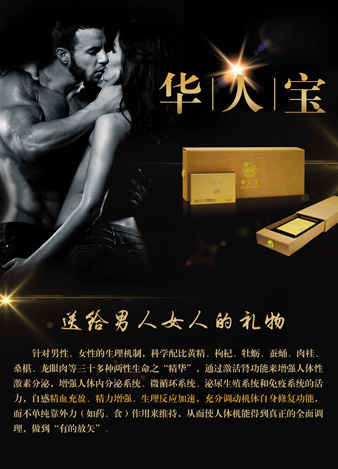 华人宝
送给男人女人的礼物
针对男性、女性的生理机制，科学配比黄精、枸杞、牡蛎、蚕蛹、肉桂、
桑椹、龙眼肉等三十多种两性生命之“精华”，通过激活肾功能来增强人体性
激素分泌，增强人体内分泌系统、微循环系统、泌尿生殖系统和免疫系统的活
力，自感精血充盈、精力增强、生理反应加速，充分调动机体自身修复功能，
而不单纯靠外力（如药、食）作用来维持，从而使人体机能得到真正的全面调
理，做到“有的放矢”。